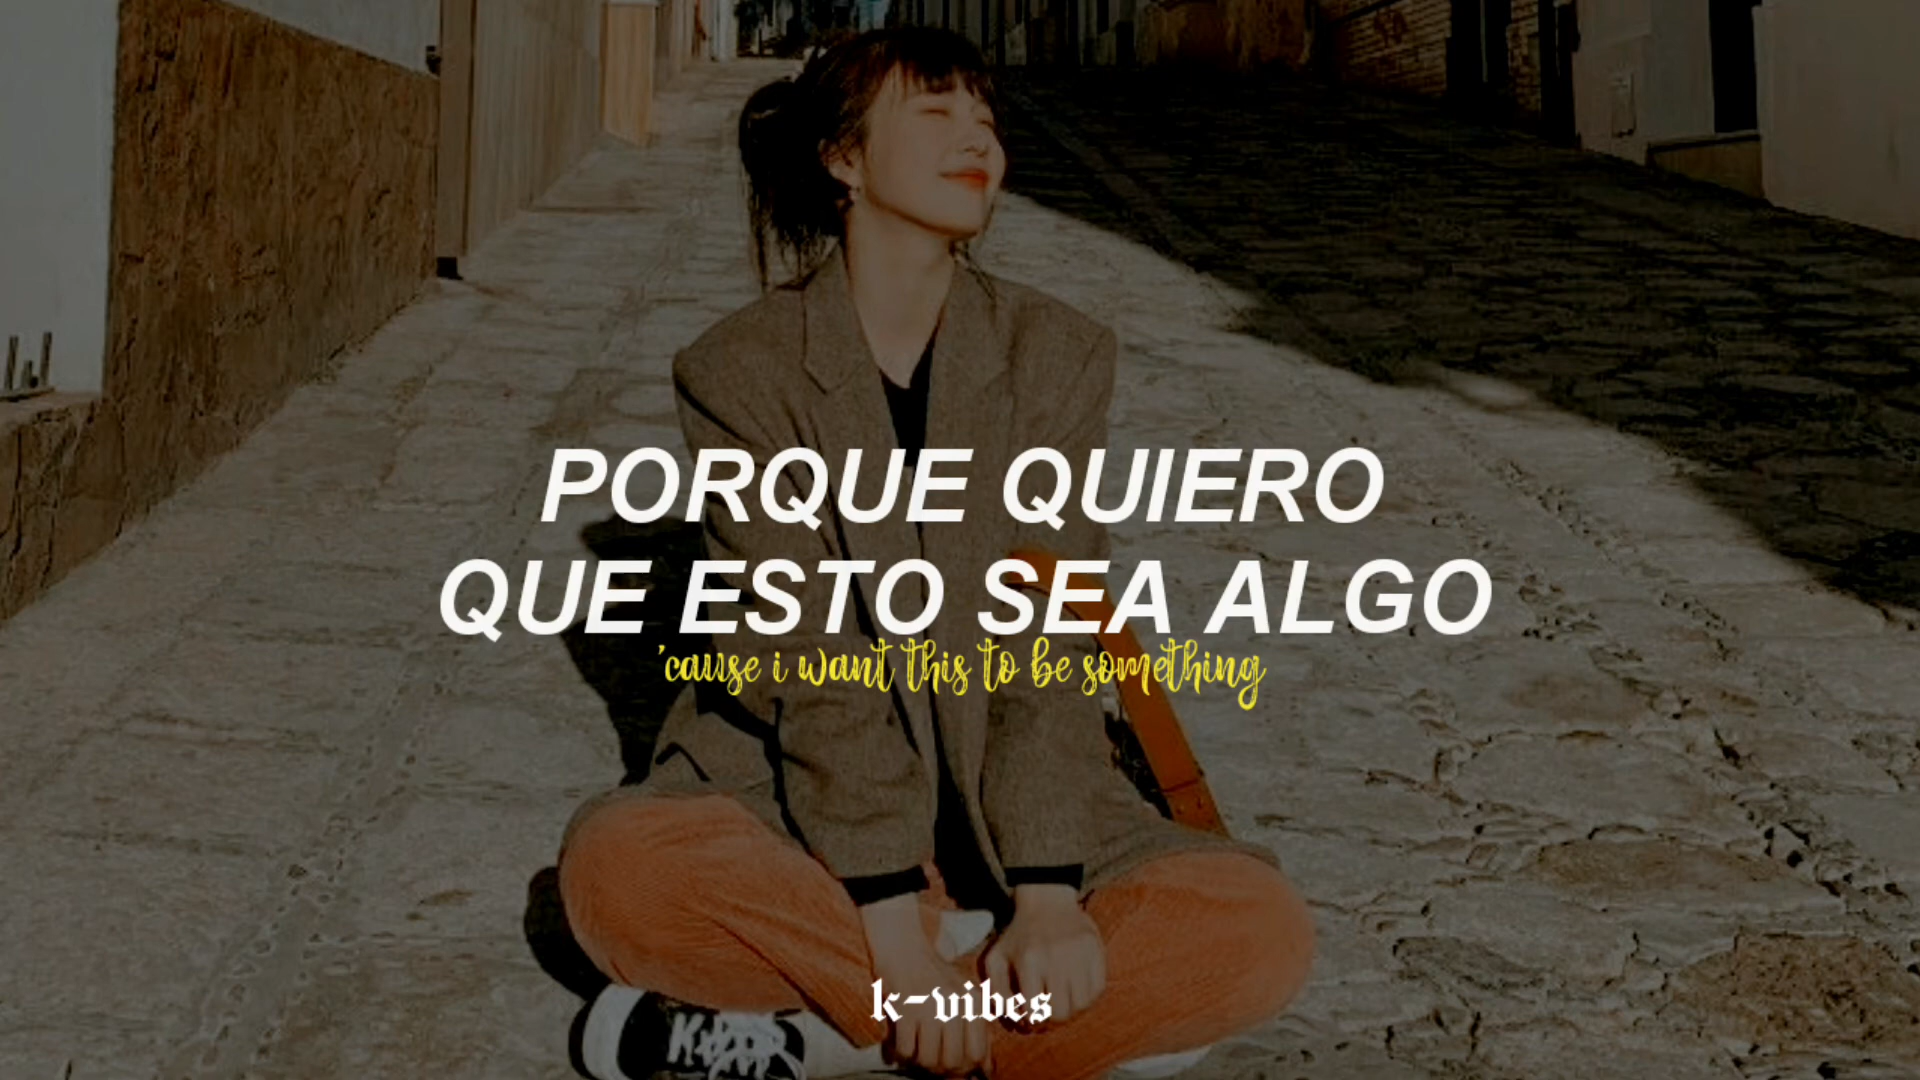 PORQUE QUIERO
QUE ESTO SEA ALGO
'cause i want this to be something
k-vibes